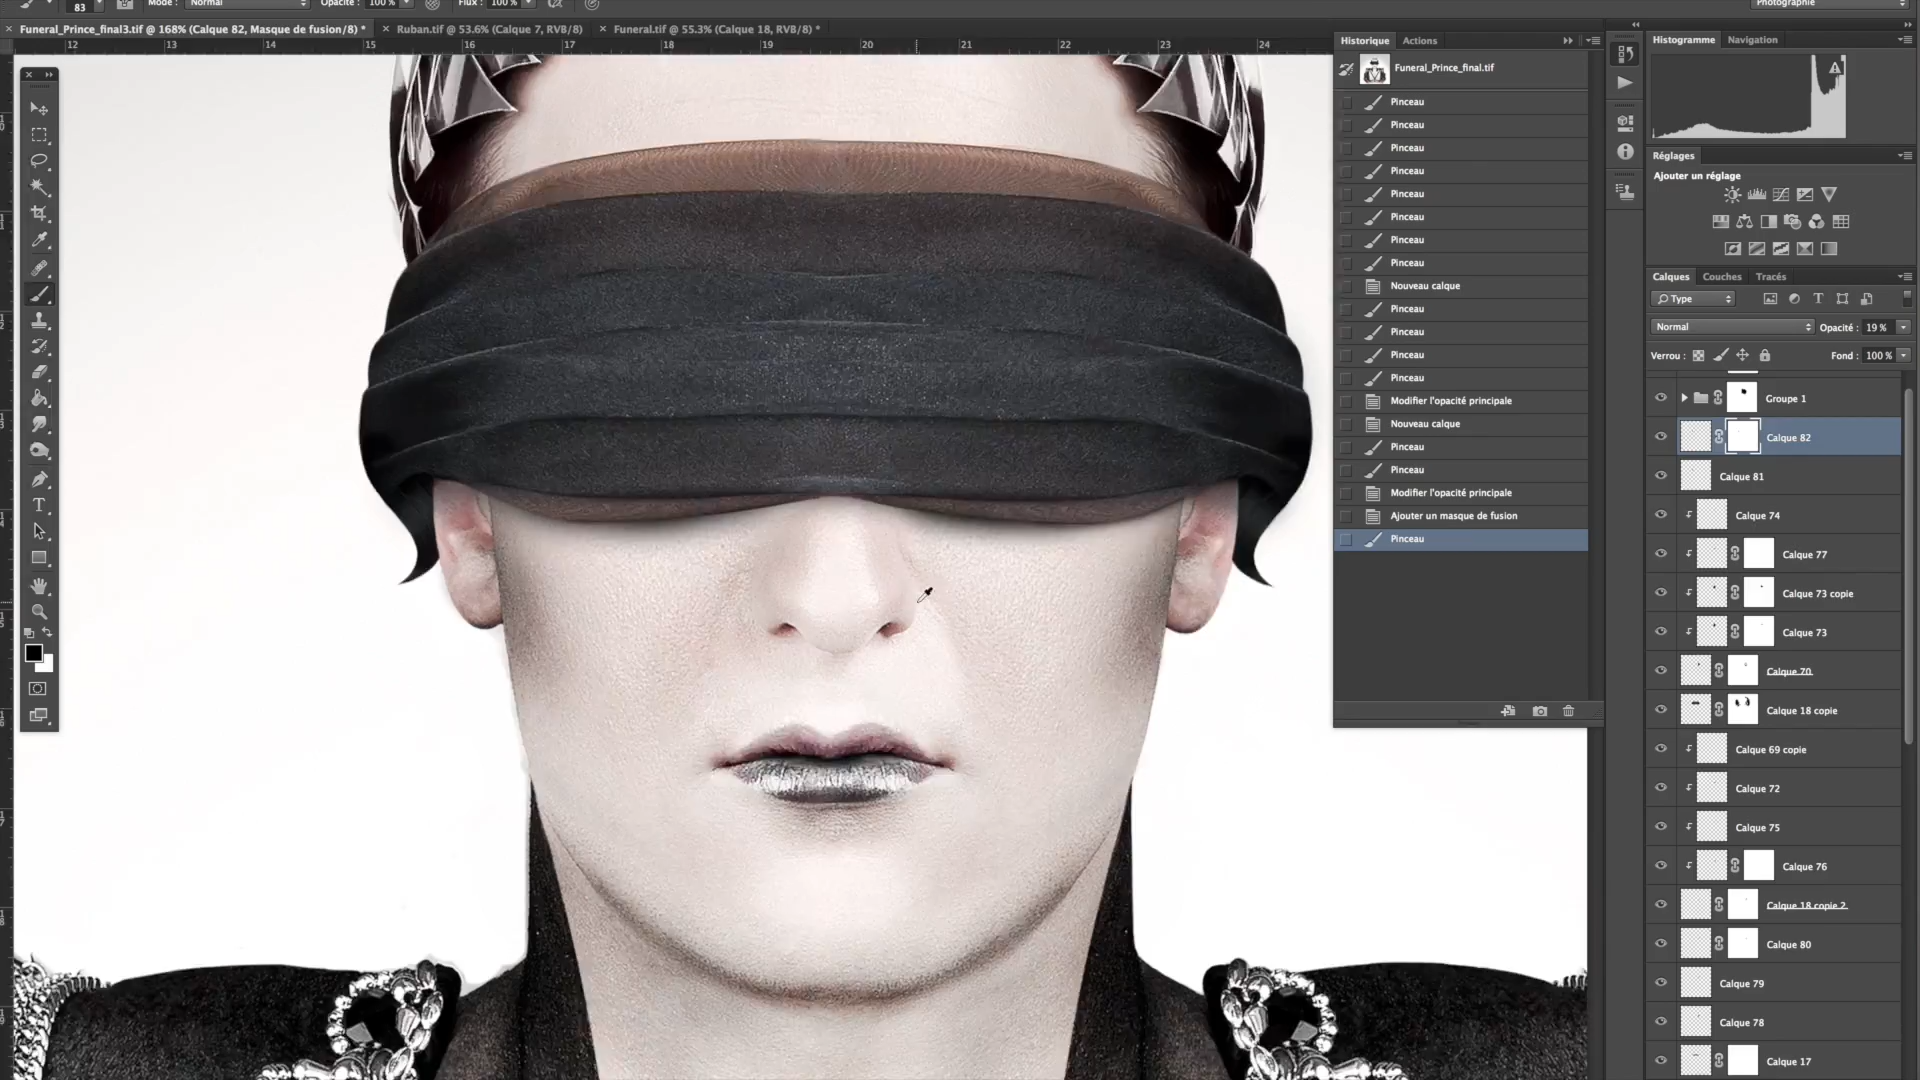 83 Mode : Normal Opacité : 100 % Flux : 100 % Photographie
Funeral_Prince_final3.tif @ 168% (Calque 82, Masque de fusion/8) * Ruban.tif @ 53.6% (Calque 7, RVB/8) Funeral.tif @ 55.3% (Calque 18, RVB/8) *
12 13 14 15 16 17 18 19 20 21 22 23 24
Historique Actions
Funeral_Prince_final.tif
Pinceau
Pinceau
Pinceau
Pinceau
Pinceau
Pinceau
Pinceau
Pinceau
Nouveau calque
Pinceau
Pinceau
Pinceau
Pinceau
Modifier l'opacité principale
Nouveau calque
Pinceau
Pinceau
Modifier l'opacité principale
Ajouter un masque de fusion
Pinceau
Histogramme Navigation
Réglages
Ajouter un réglage
Calques Couches Tracés
Type
Normal Opacité : 19 %
Verrou : Fond : 100 %
Groupe 1
Calque 82
Calque 81
Calque 74
Calque 77
Calque 73 copie
Calque 73
Calque 70
Calque 18 copie
Calque 69 copie
Calque 72
Calque 75
Calque 76
Calque 18 copie 2
Calque 80
Calque 79
Calque 78
Calque 17